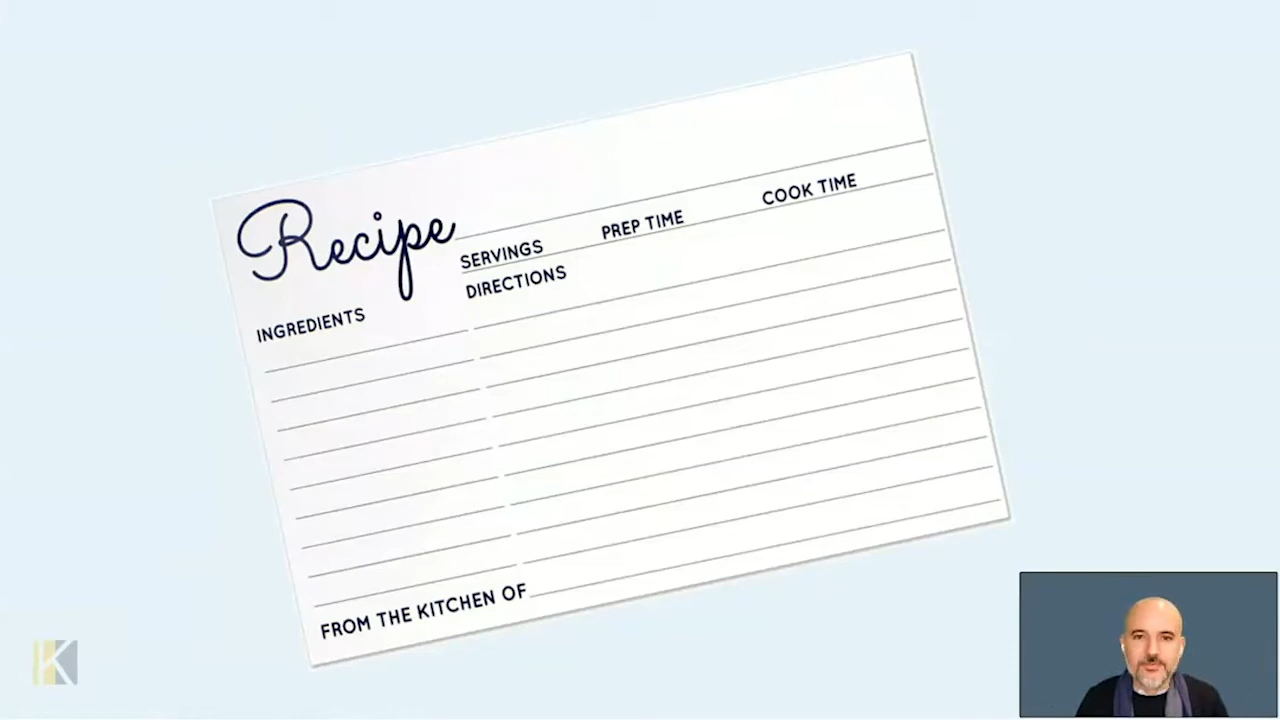 Recipe
SERVINGS PREP TIME COOK TIME
DIRECTIONS
INGREDIENTS
FROM THE KITCHEN OF
K